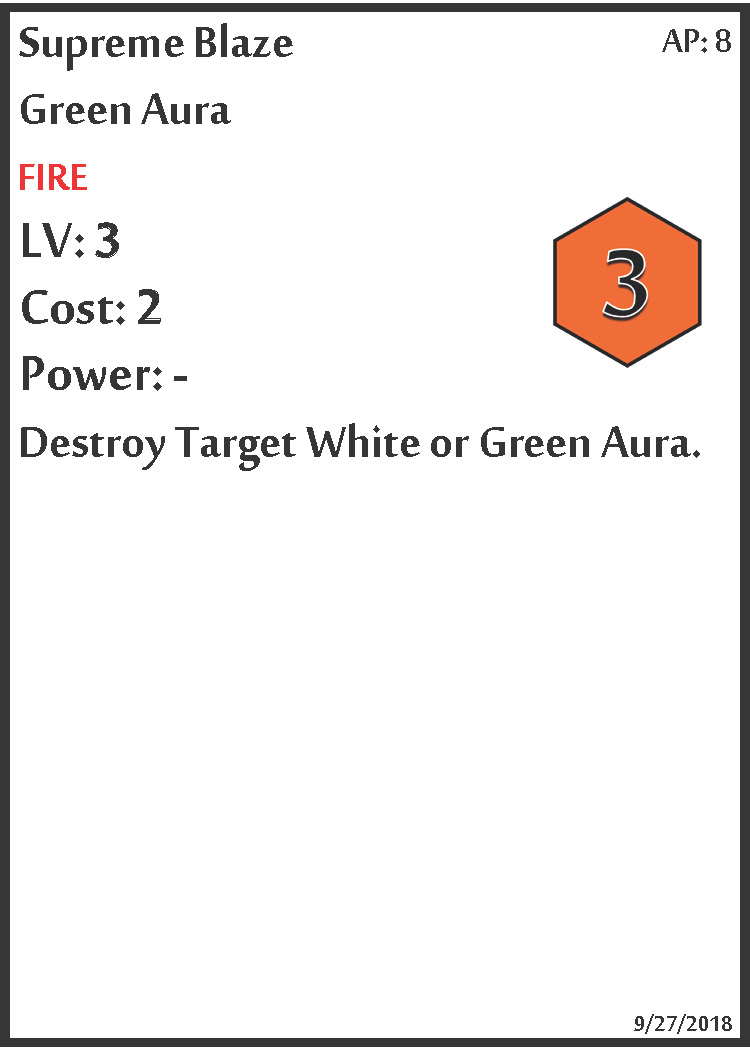 Supreme Blaze
AP: 8
Green Aura
FIRE
LV: 3
3
Cost: 2
Power: -
Destroy Target White or Green Aura.
9/27/2018